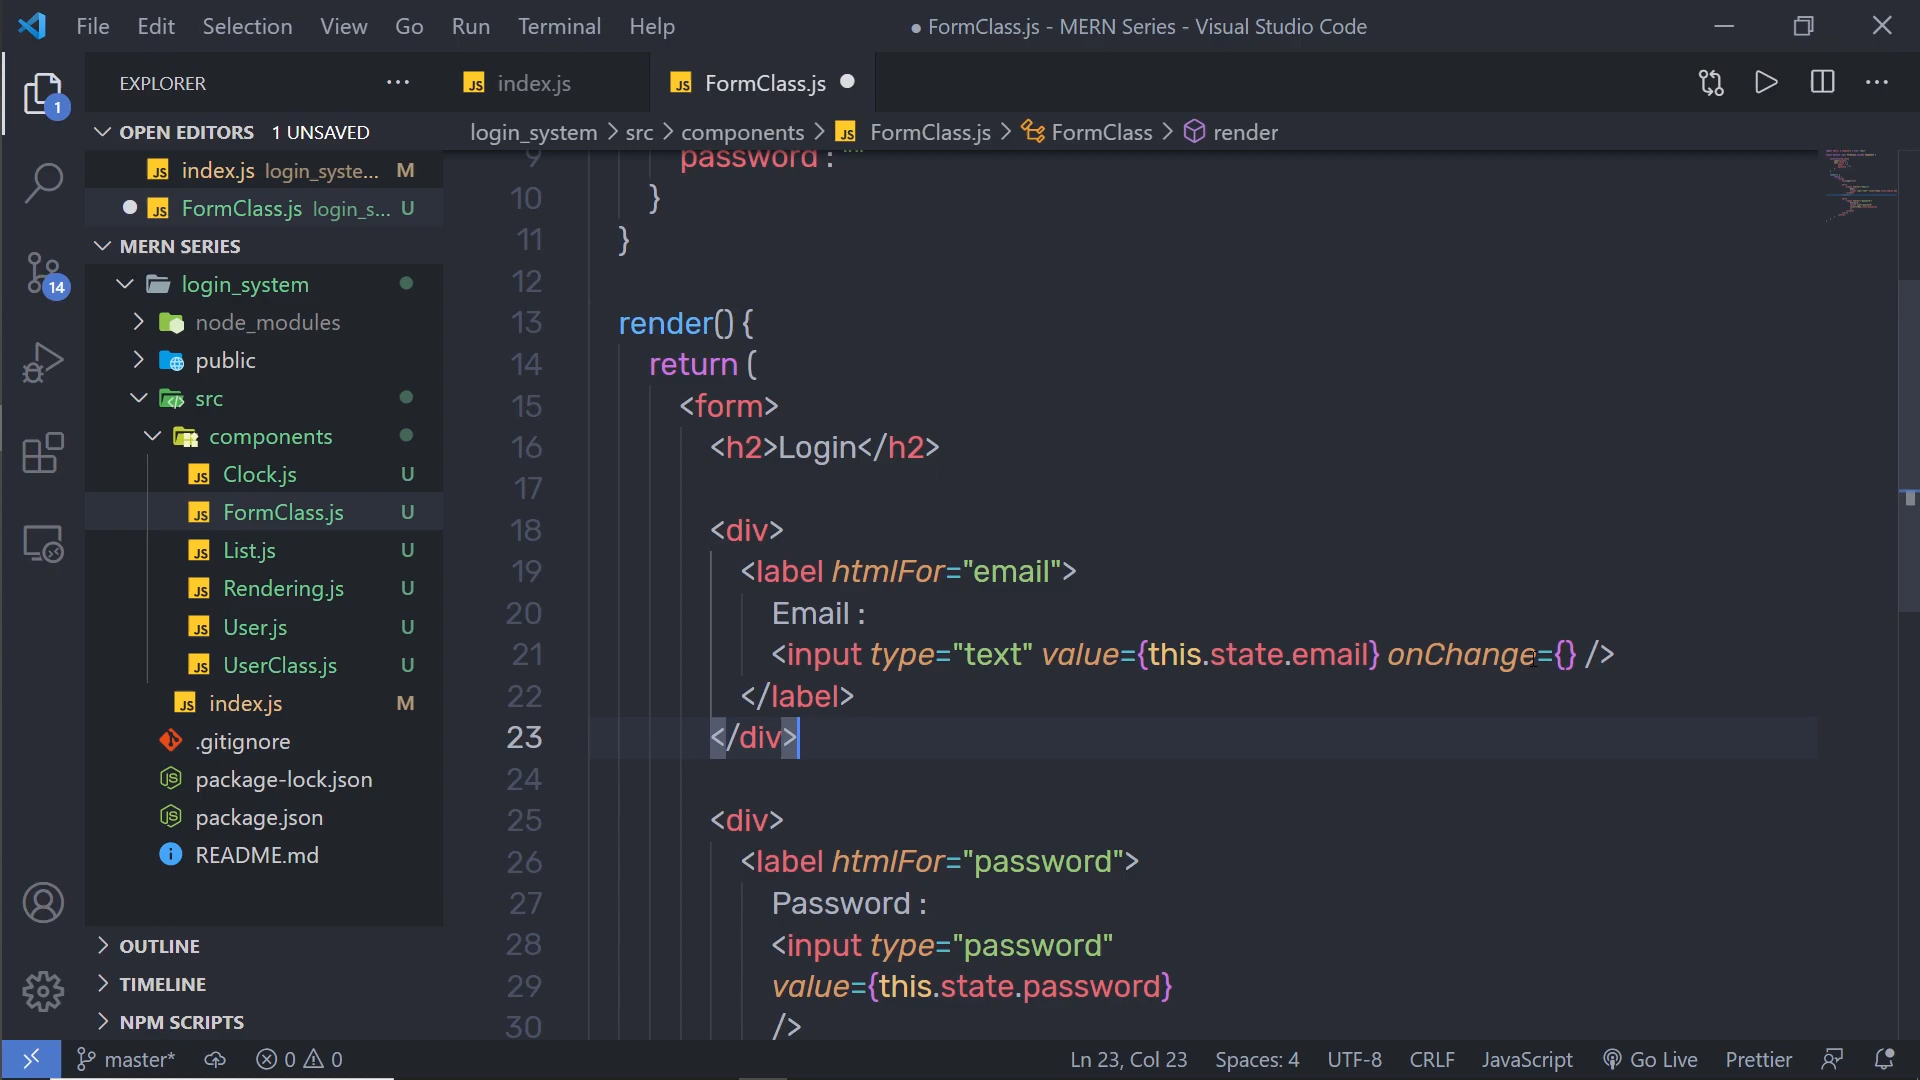 File Edit Selection View Go Run Terminal Help
● FormClass.js - MERN Series - Visual Studio Code
EXPLORER
index.js
FormClass.js
OPEN EDITORS 1 UNSAVED
index.js login_syste... M
FormClass.js login_s... U
MERN SERIES
login_system
node_modules
public
src
components
Clock.js U
FormClass.js U
List.js U
Rendering.js U
User.js U
UserClass.js U
index.js M
.gitignore
package-lock.json
package.json
README.md
OUTLINE
TIMELINE
NPM SCRIPTS
1
14
login_system > src > components > JS FormClass.js > FormClass > render
9 password : ""
10 }
11 }
12
13 render() {
14 return (
15 <form>
16 <h2>Login</h2>
17
18 <div>
19 <label htmlFor="email">
20 Email :
21 <input type="text" value={this.state.email} onChange={} />
22 </label>
23 </div>
24
25 <div>
26 <label htmlFor="password">
27 Password :
28 <input type="password"
29 value={this.state.password}
30 />
master* 0 0 Ln 23, Col 23 Spaces: 4 UTF-8 CRLF JavaScript Go Live Prettier